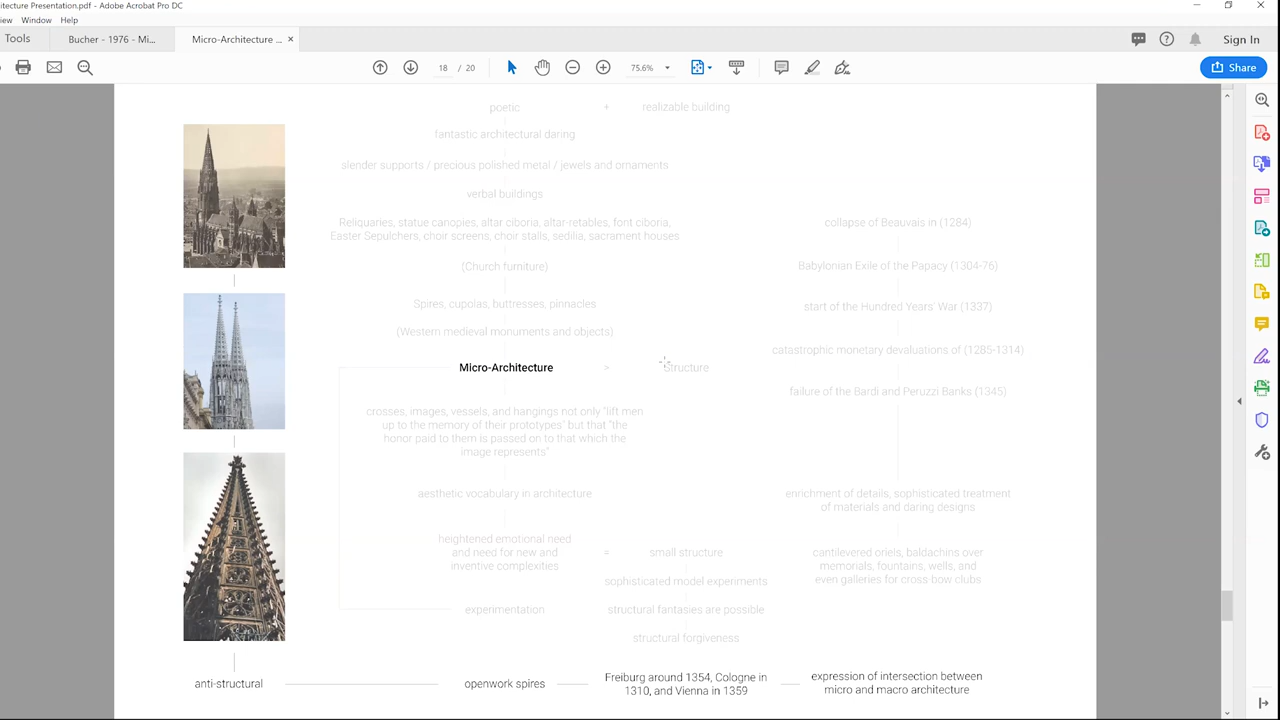 itecture Presentation.pdf - Adobe Acrobat Pro DC
iew Window Help
Tools Bucher - 1976 - Mi... Micro-Architecture ... × Sign In
18 / 20 75.6% Share
poetic + realizable building
fantastic architectural daring
slender supports / precious polished metal / jewels and ornaments
verbal buildings
Reliquaries, statue canopies, altar ciboria, altar-retables, font ciboria,
Easter Sepulchers, choir screens, choir stalls, sedilia, sacrament houses
(Church furniture)
Spires, cupolas, buttresses, pinnacles
(Western medieval monuments and objects)
Micro-Architecture > structure
crosses, images, vessels, and hangings not only "lift men
up to the memory of their prototypes" but that "the
honor paid to them is passed on to that which the
image represents"
aesthetic vocabulary in architecture
heightened emotional need
and need for new and
inventive complexities
= small structure
sophisticated model experiments
experimentation structural fantasies are possible
structural forgiveness
collapse of Beauvais in (1284)
Babylonian Exile of the Papacy (1304-76)
start of the Hundred Years' War (1337)
catastrophic monetary devaluations of (1285-1314)
failure of the Bardi and Peruzzi Banks (1345)
enrichment of details, sophisticated treatment
of materials and daring designs
cantilevered oriels, baldachins over
memorials, fountains, wells, and
even galleries for cross-bow clubs
anti-structural openwork spires
Freiburg around 1354, Cologne in
1310, and Vienna in 1359
expression of intersection between
micro and macro architecture